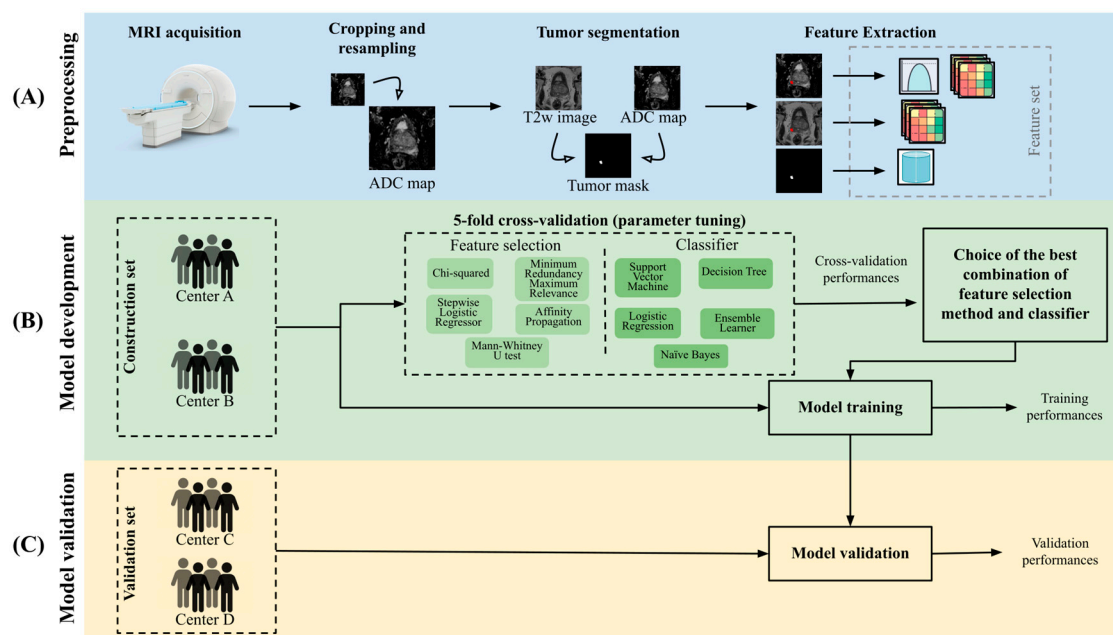 (A)
Preprocessing
MRI acquisition
Cropping and
resampling
ADC map
Tumor segmentation
T2w image
ADC map
Tumor mask
Feature Extraction
Feature set
(B)
Model development
Construction set
Center A
Center B
5-fold cross-validation (parameter tuning)
Feature selection
Chi-squared
Minimum
Redundancy
Maximum
Relevance
Stepwise
Logistic
Regressor
Affinity
Propagation
Mann-Whitney
U test
Classifier
Support
Vector
Machine
Decision Tree
Logistic
Regression
Ensemble
Learner
Naïve Bayes
Cross-validation
performances
Choice of the best
combination of
feature selection
method and classifier
Model training
Training
performances
(C)
Model validation
Validation set
Center C
Center D
Model validation
Validation
performances